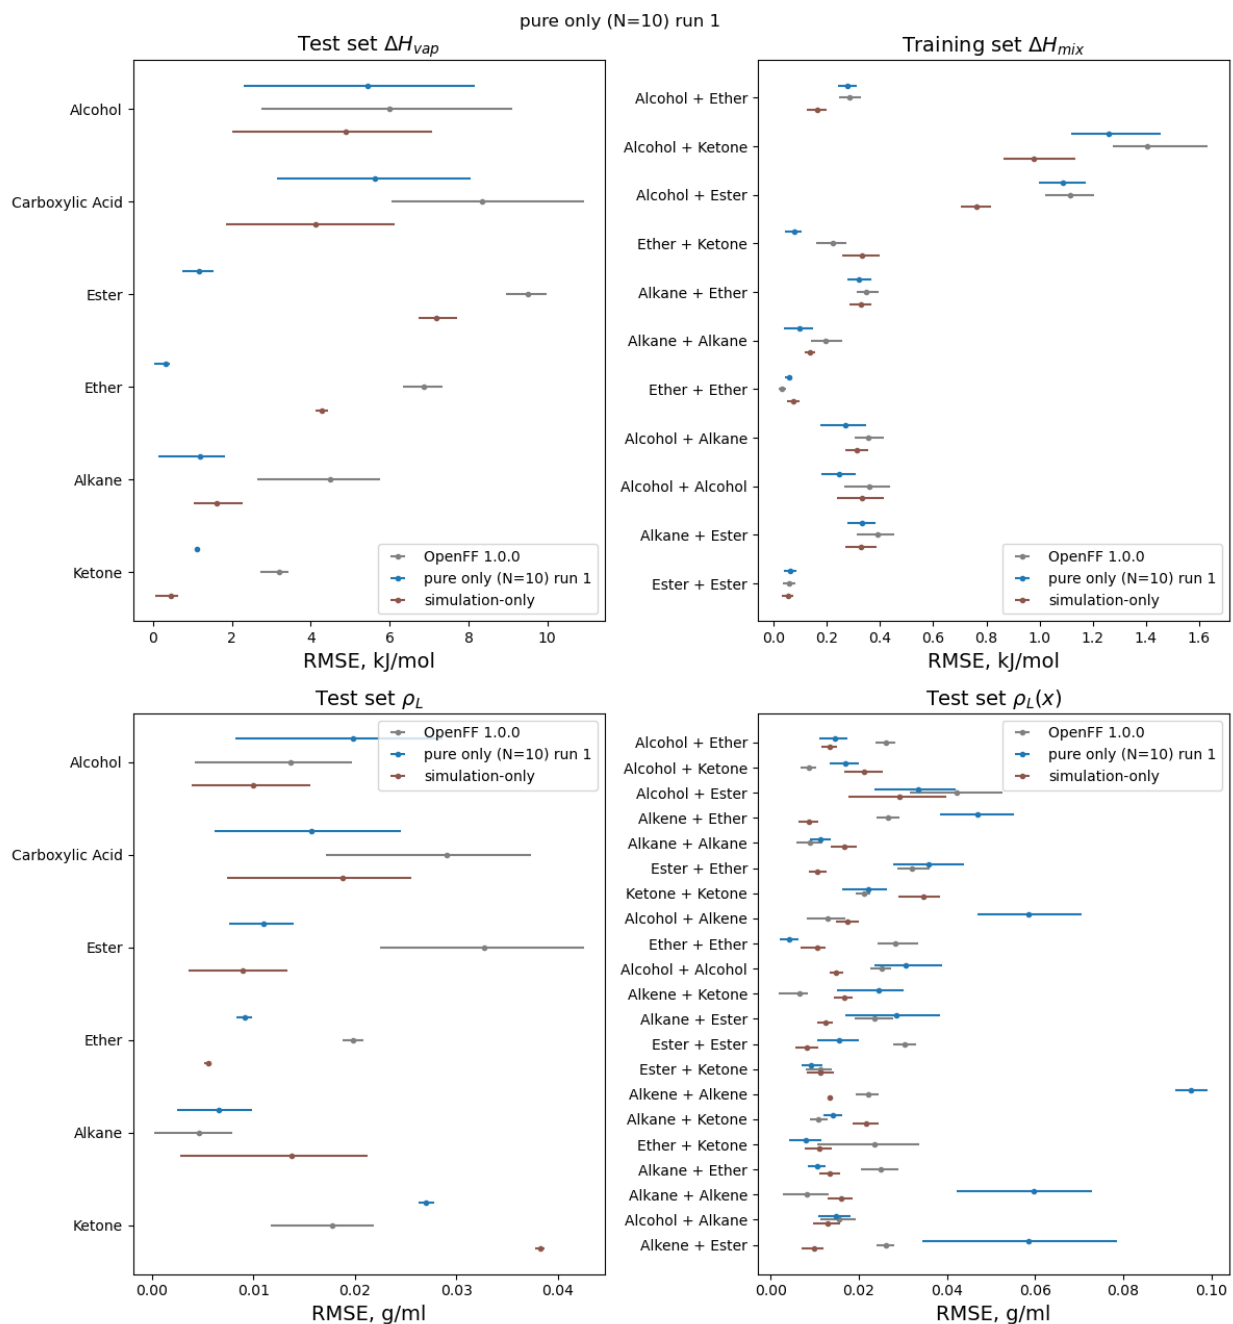 pure only (N=10) run 1
Test set ΔH_vap
Alcohol
Carboxylic Acid
Ester
Ether
Alkane
Ketone
OpenFF 1.0.0
pure only (N=10) run 1
simulation-only
0 2 4 6 8 10
RMSE, kJ/mol
Training set ΔH_mix
Alcohol + Ether
Alcohol + Ketone
Alcohol + Ester
Ether + Ketone
Alkane + Ether
Alkane + Alkane
Ether + Ether
Alcohol + Alkane
Alcohol + Alcohol
Alkane + Ester
Ester + Ester
OpenFF 1.0.0
pure only (N=10) run 1
simulation-only
0.0 0.2 0.4 0.6 0.8 1.0 1.2 1.4 1.6
RMSE, kJ/mol
Test set ρ_L
OpenFF 1.0.0
pure only (N=10) run 1
simulation-only
Alcohol
Carboxylic Acid
Ester
Ether
Alkane
Ketone
0.00 0.01 0.02 0.03 0.04
RMSE, g/ml
Test set ρ_L(x)
OpenFF 1.0.0
pure only (N=10) run 1
simulation-only
Alcohol + Ether
Alcohol + Ketone
Alcohol + Ester
Alkene + Ether
Alkane + Alkane
Ester + Ether
Ketone + Ketone
Alcohol + Alkene
Ether + Ether
Alcohol + Alcohol
Alkene + Ketone
Alkane + Ester
Ester + Ester
Ester + Ketone
Alkene + Alkene
Alkane + Ketone
Ether + Ketone
Alkane + Ether
Alkane + Alkene
Alcohol + Alkane
Alkene + Ester
0.00 0.02 0.04 0.06 0.08 0.10
RMSE, g/ml